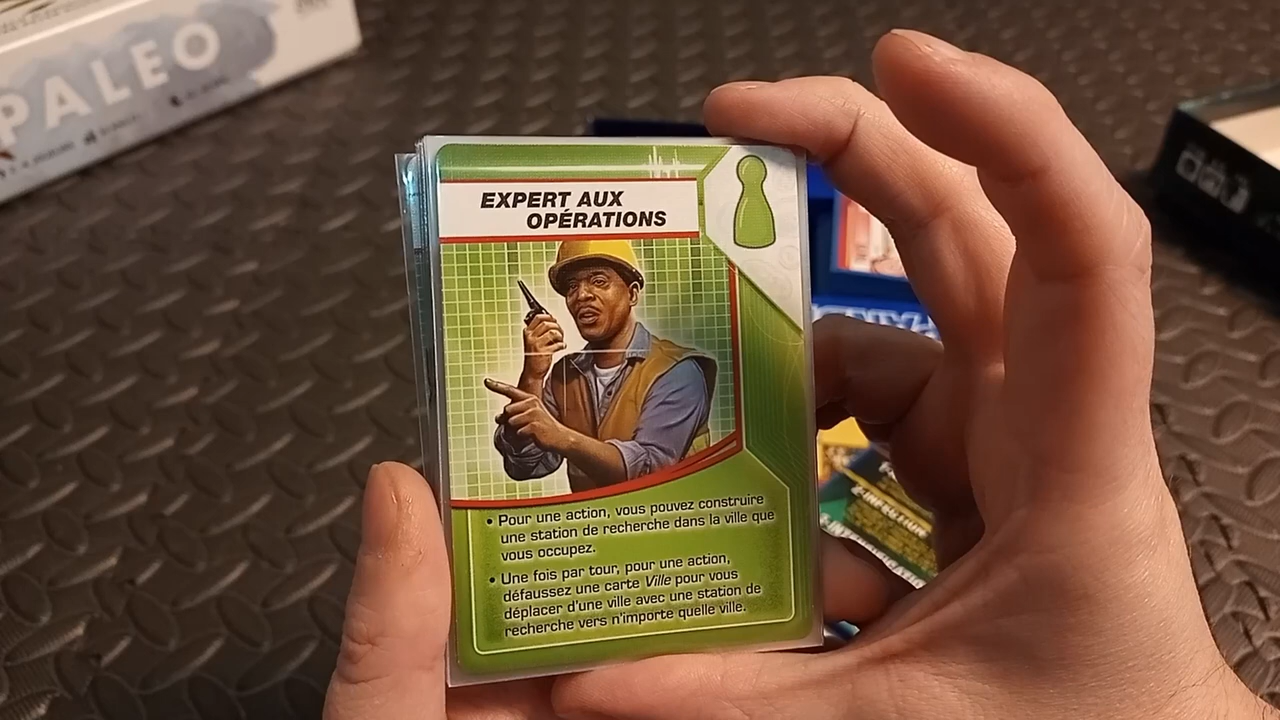 PALEO
EXPERT AUX
OPÉRATIONS
• Pour une action, vous pouvez construire
une station de recherche dans la ville que
vous occupez.
• Une fois par tour, pour une action,
défaussez une carte Ville pour vous
déplacer d'une ville avec une station de
recherche vers n'importe quelle ville.